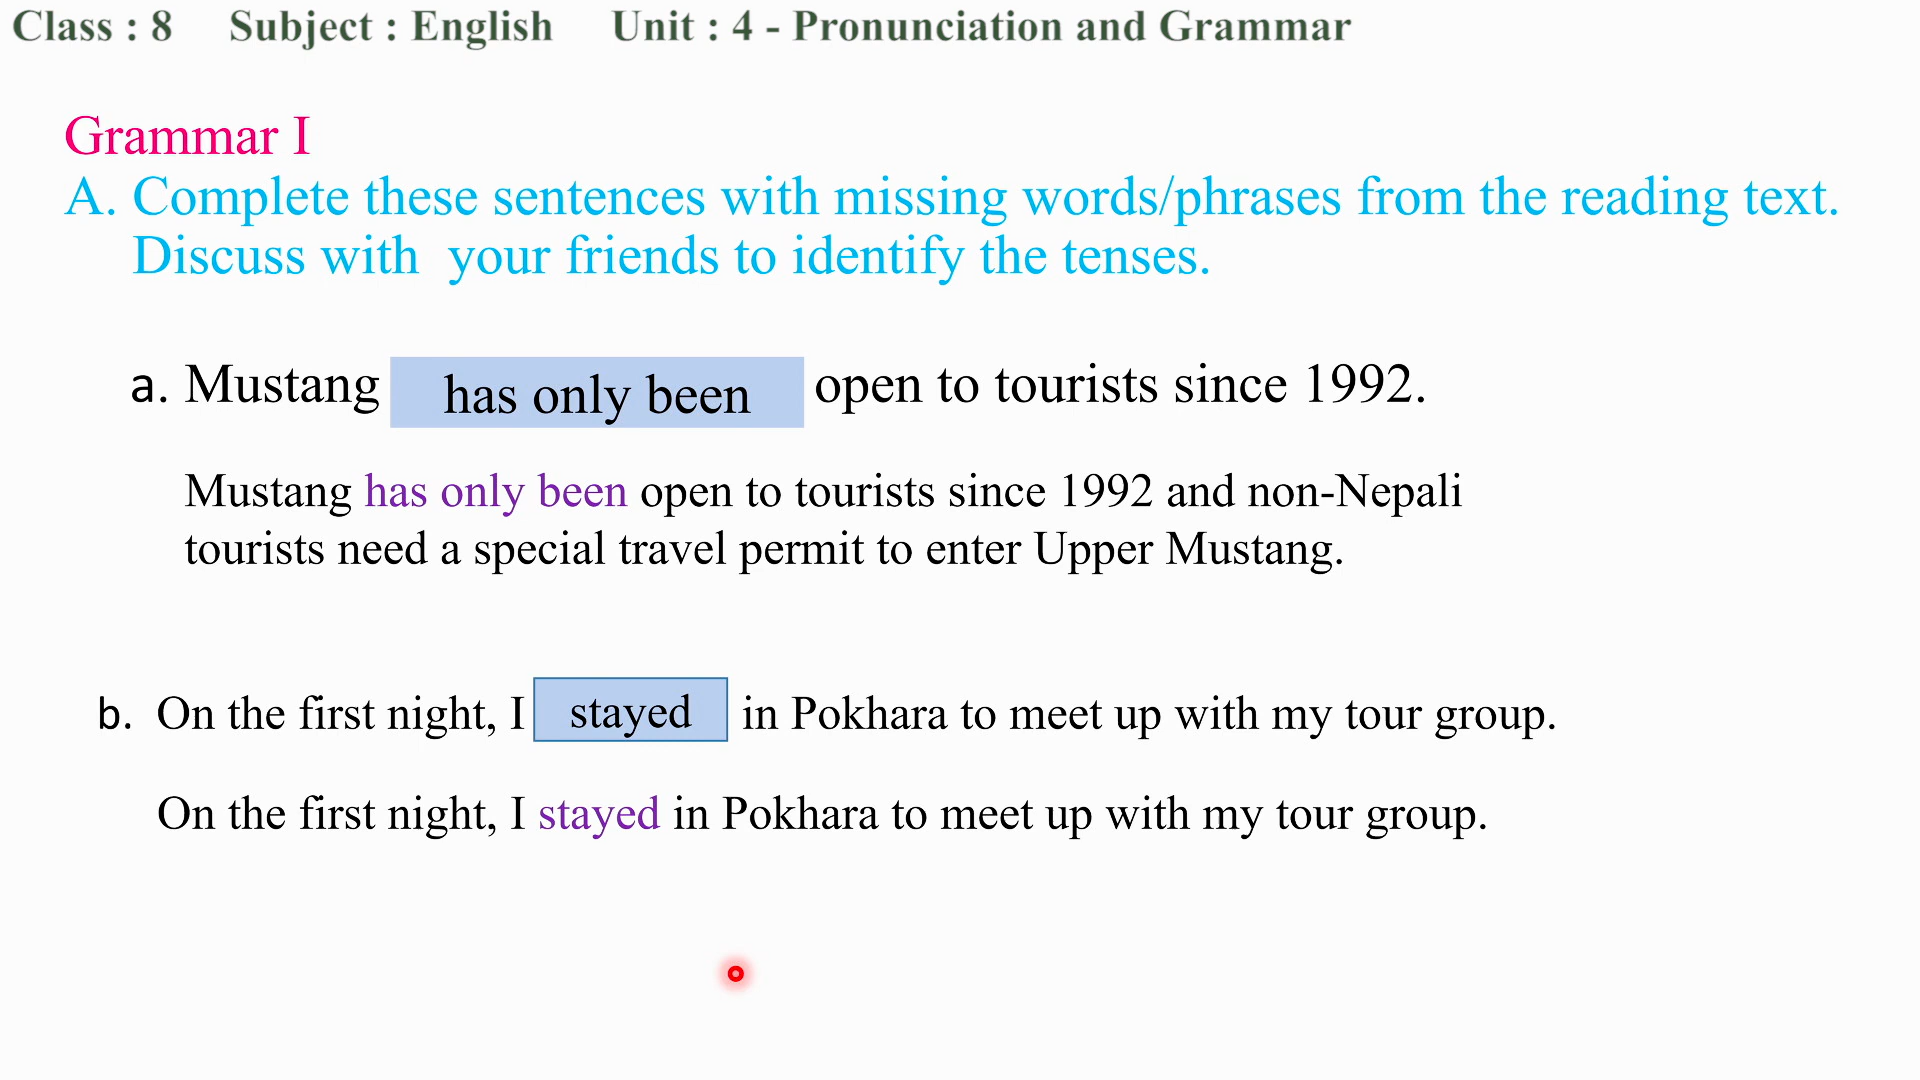 Class : 8 Subject : English Unit : 4 - Pronunciation and Grammar
Grammar I
A. Complete these sentences with missing words/phrases from the reading text.
Discuss with your friends to identify the tenses.
a. Mustang has only been open to tourists since 1992.
Mustang has only been open to tourists since 1992 and non-Nepali
tourists need a special travel permit to enter Upper Mustang.
b. On the first night, I stayed in Pokhara to meet up with my tour group.
On the first night, I stayed in Pokhara to meet up with my tour group.